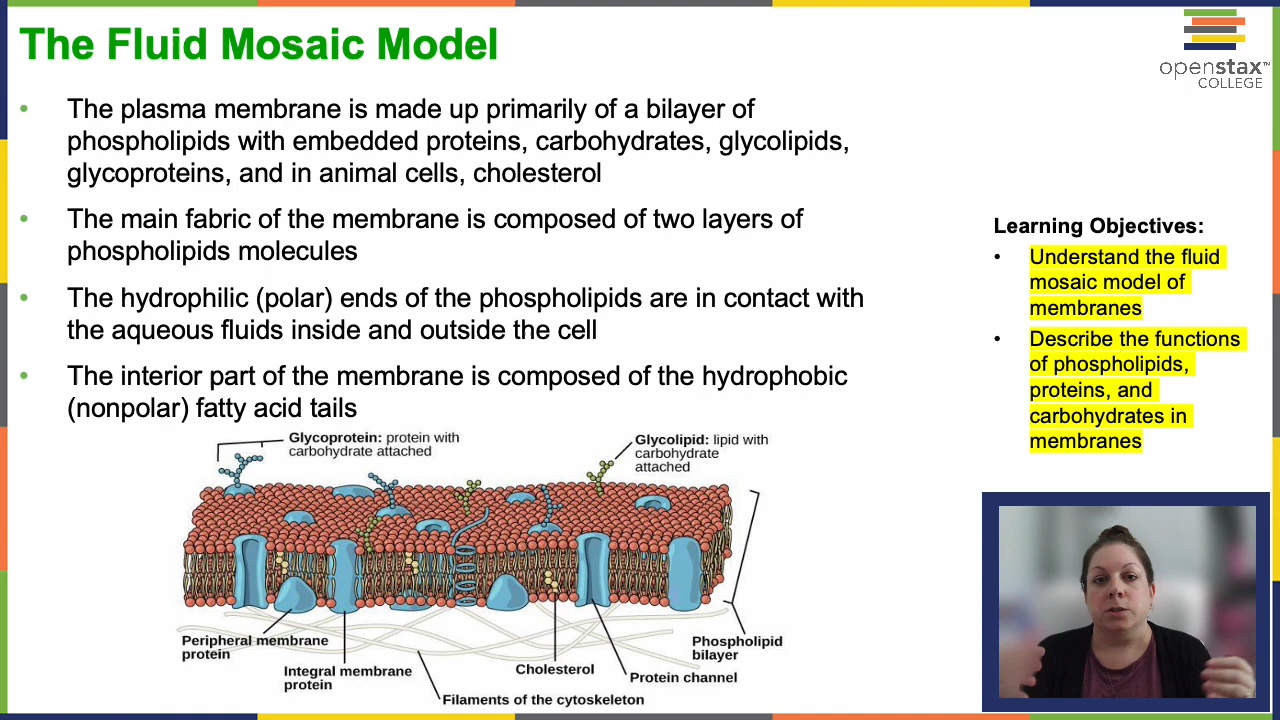 The Fluid Mosaic Model
openstax™
COLLEGE
• The plasma membrane is made up primarily of a bilayer of
phospholipids with embedded proteins, carbohydrates, glycolipids,
glycoproteins, and in animal cells, cholesterol
• The main fabric of the membrane is composed of two layers of
phospholipids molecules
• The hydrophilic (polar) ends of the phospholipids are in contact with
the aqueous fluids inside and outside the cell
• The interior part of the membrane is composed of the hydrophobic
(nonpolar) fatty acid tails
Learning Objectives:
• Understand the fluid
mosaic model of
membranes
• Describe the functions
of phospholipids,
proteins, and
carbohydrates in
membranes
Glycoprotein: protein with
carbohydrate attached
Glycolipid: lipid with
carbohydrate
attached
Peripheral membrane
protein
Integral membrane
protein
Filaments of the cytoskeleton
Cholesterol
Protein channel
Phospholipid
bilayer